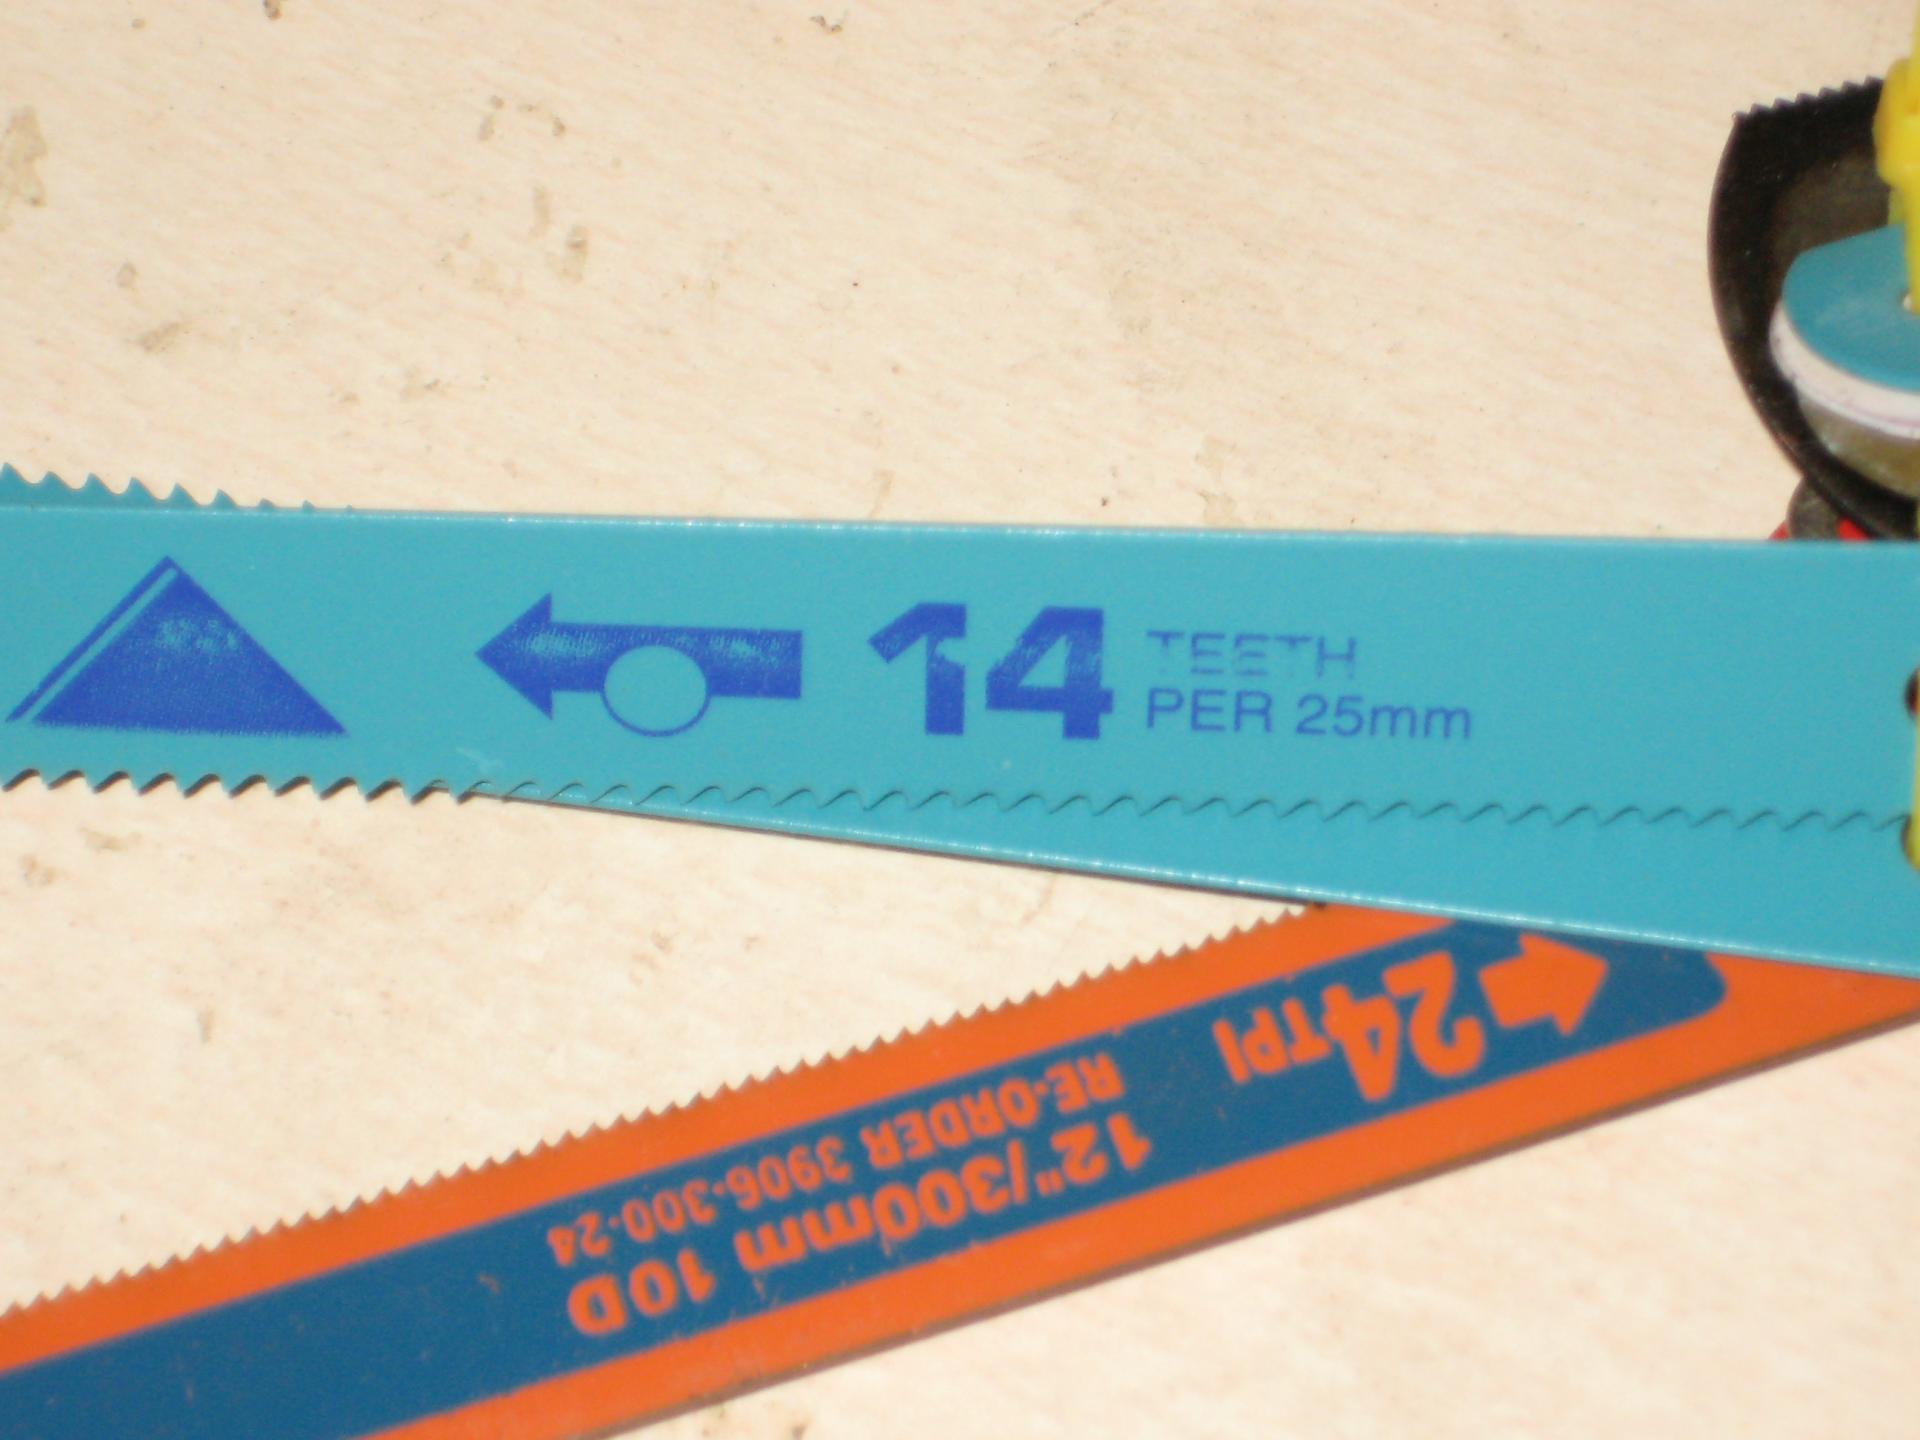 14 TEETH
PER 25mm
24TPI
12"/300mm 10D
RE-ORDER 3906-300-24